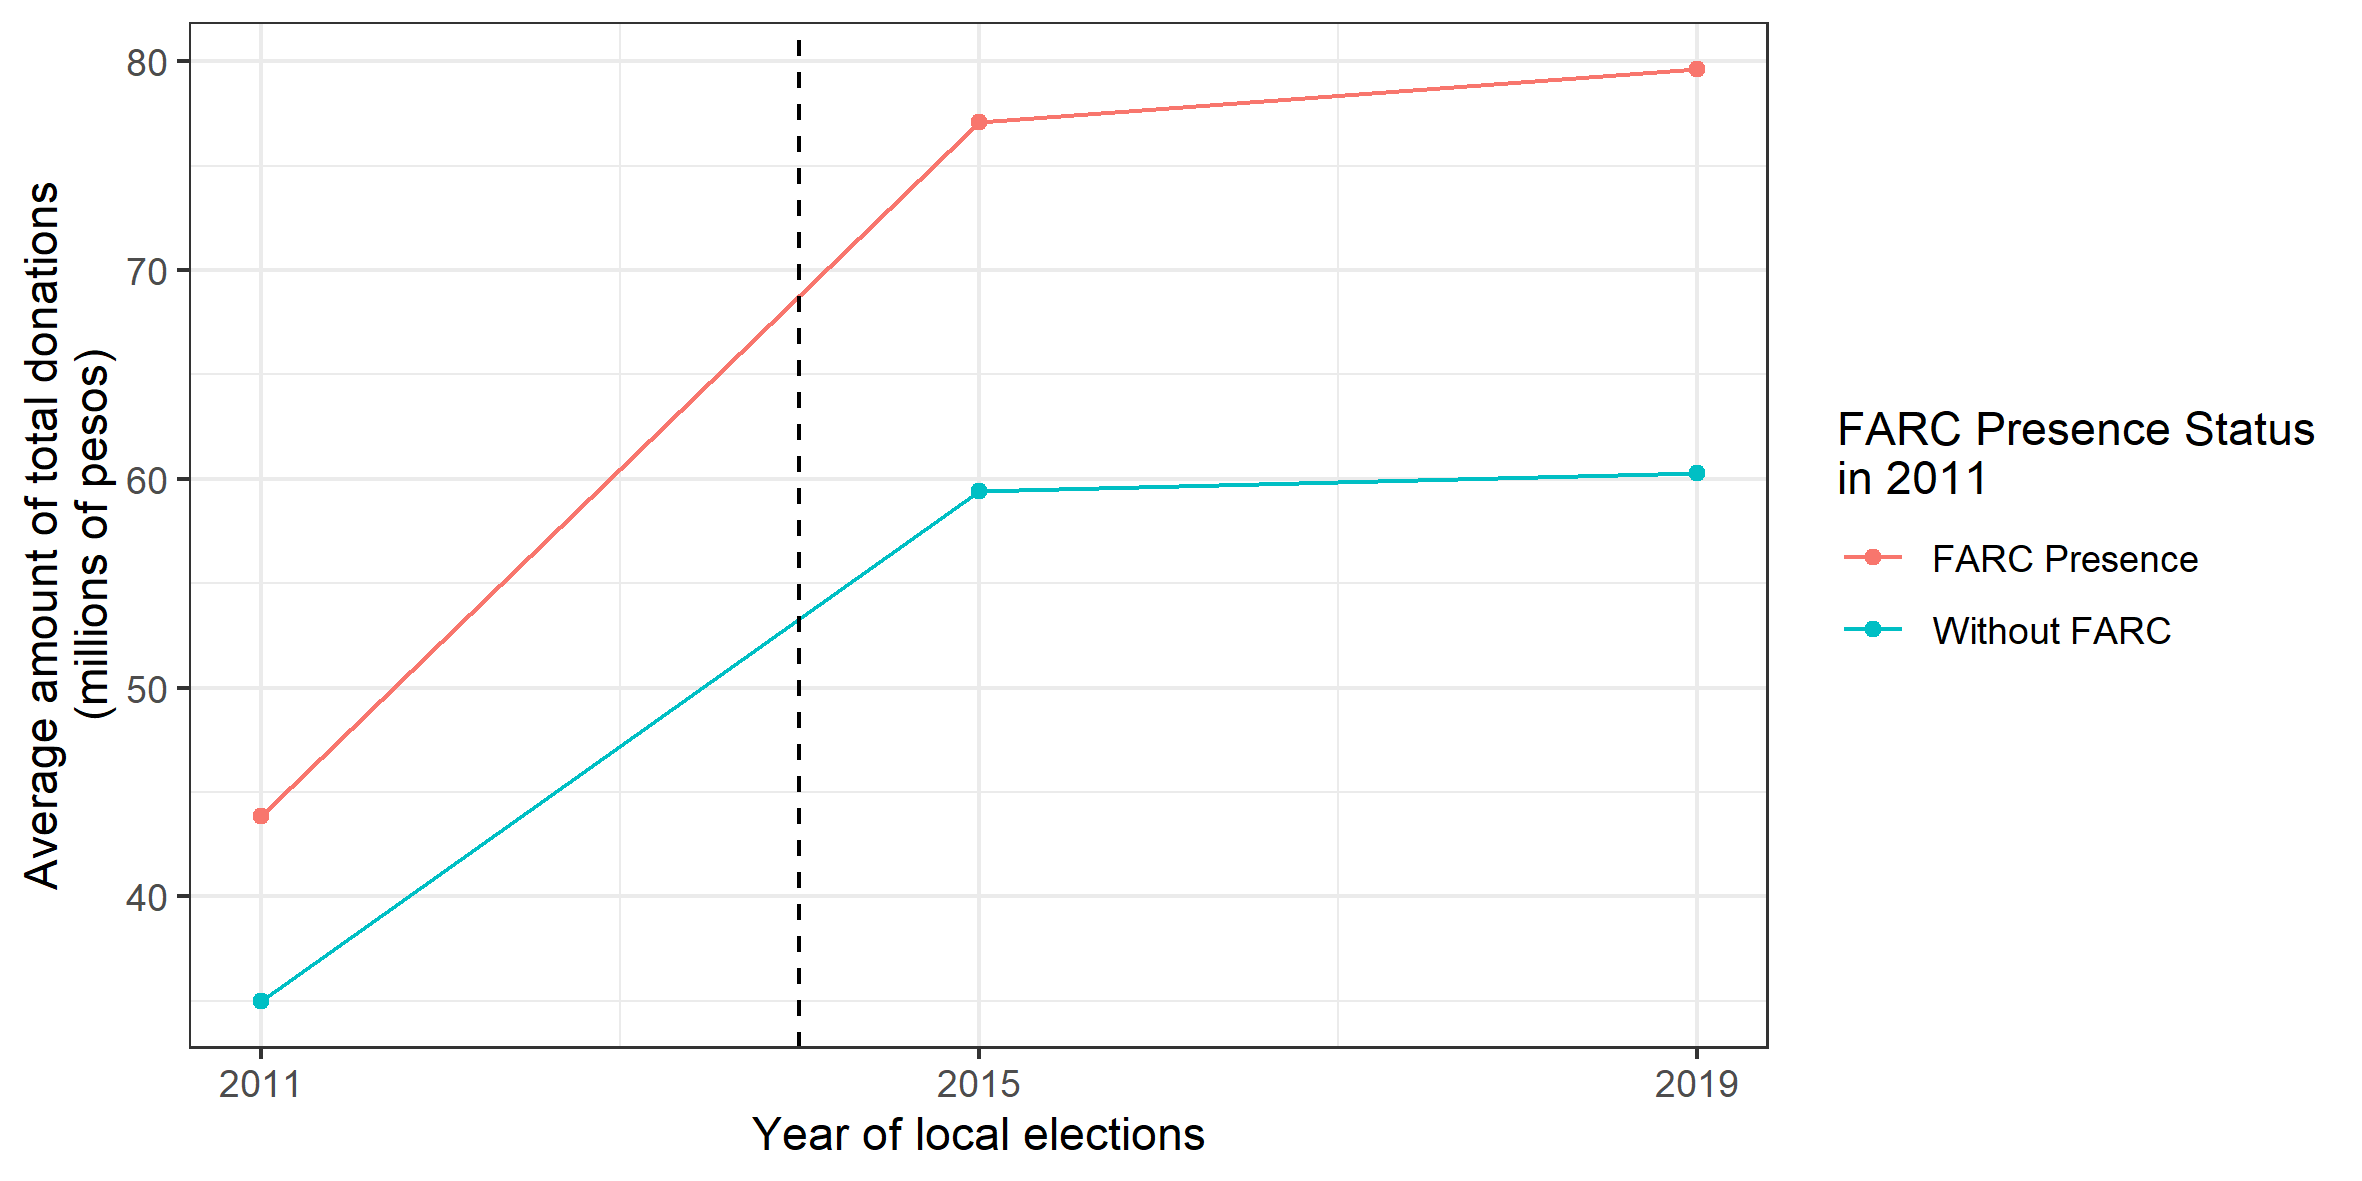 Average amount of total donations
(millions of pesos)
80
70
60
50
40
2011
2015
2019
Year of local elections
FARC Presence Status
in 2011
FARC Presence
Without FARC